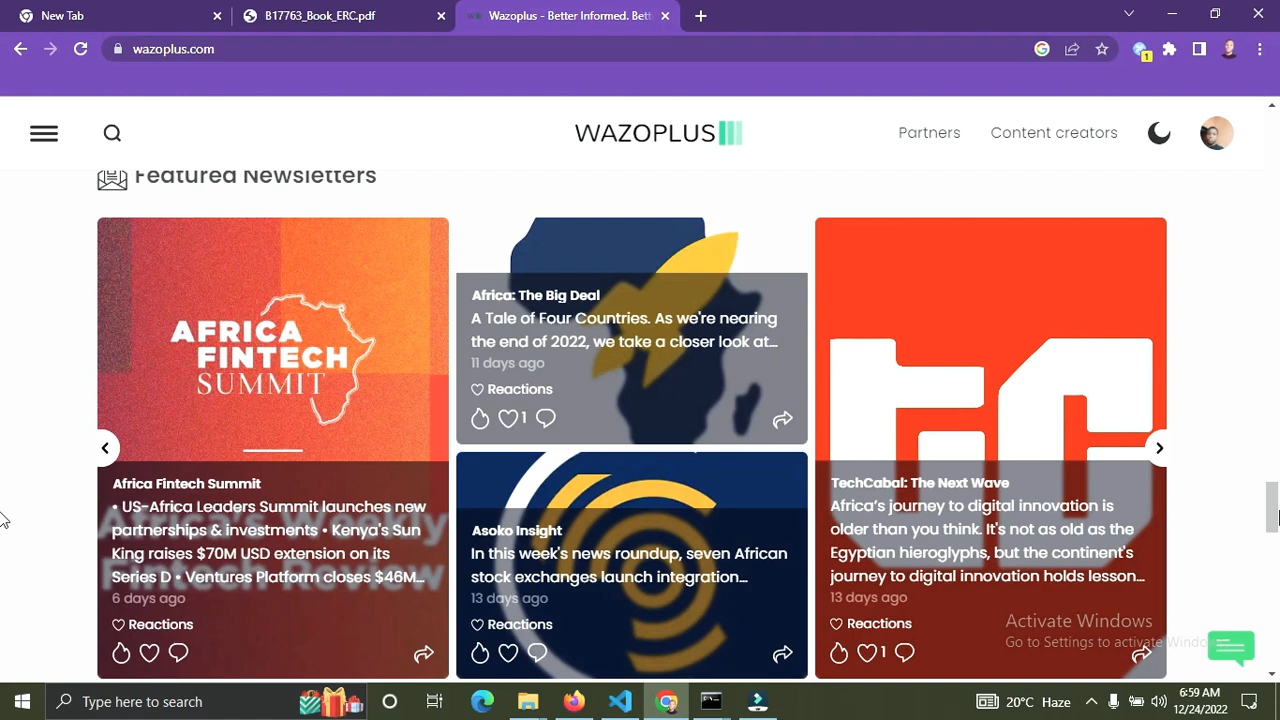 New Tab
B17763_Book_ERC.pdf
Wazoplus - Better Informed. Bett
wazoplus.com
1
WAZOPLUS
Partners
Content creators
Featured Newsletters
AFRICA
FINTECH
SUMMIT
Africa Fintech Summit
• US-Africa Leaders Summit launches new
partnerships & investments • Kenya's Sun
King raises $70M USD extension on its
Series D • Ventures Platform closes $46M...
6 days ago
Reactions
Africa: The Big Deal
A Tale of Four Countries. As we're nearing
the end of 2022, we take a closer look at...
11 days ago
Reactions
1
Asoko Insight
In this week's news roundup, seven African
stock exchanges launch integration...
13 days ago
Reactions
tc
TechCabal: The Next Wave
Africa’s journey to digital innovation is
older than you think. It's not as old as the
Egyptian hieroglyphs, but the continent's
journey to digital innovation holds lesson...
13 days ago
Reactions
1
Activate Windows
Go to Settings to activate Windows
Type here to search
20°C Haze
6:59 AM
12/24/2022